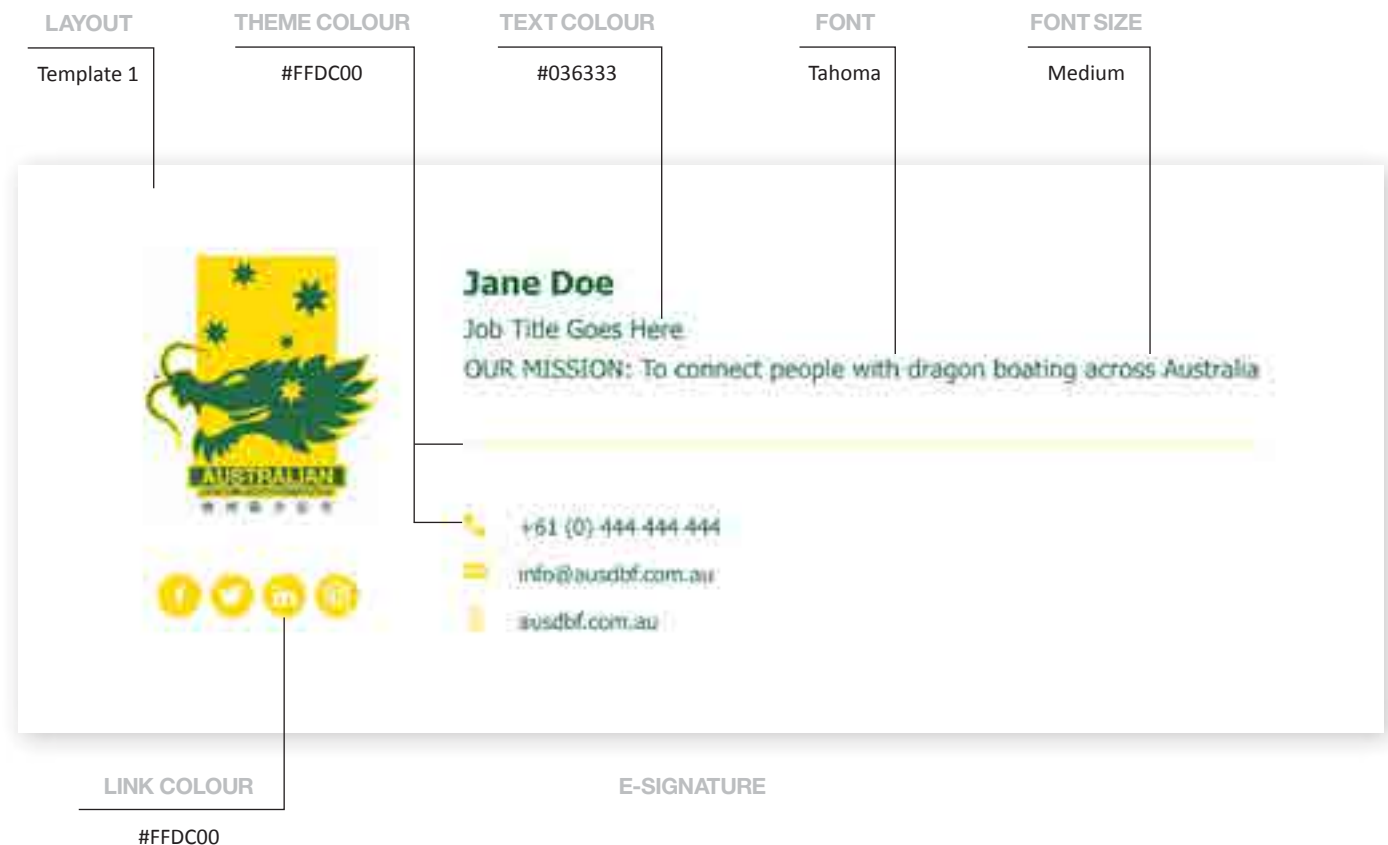 LAYOUT
THEME COLOUR
TEXT COLOUR
FONT
FONT SIZE
Template 1
#FFDC00
#036333
Tahoma
Medium
Jane Doe
Job Title Goes Here
OUR MISSION: To connect people with dragon boating across Australia
AUSTRALIAN
+61 (0) 444 444 444
info@ausdbf.com.au
ausdbf.com.au
LINK COLOUR
E-SIGNATURE
#FFDC00